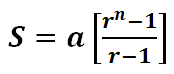 S = a [ (rⁿ − 1) / (r − 1) ]